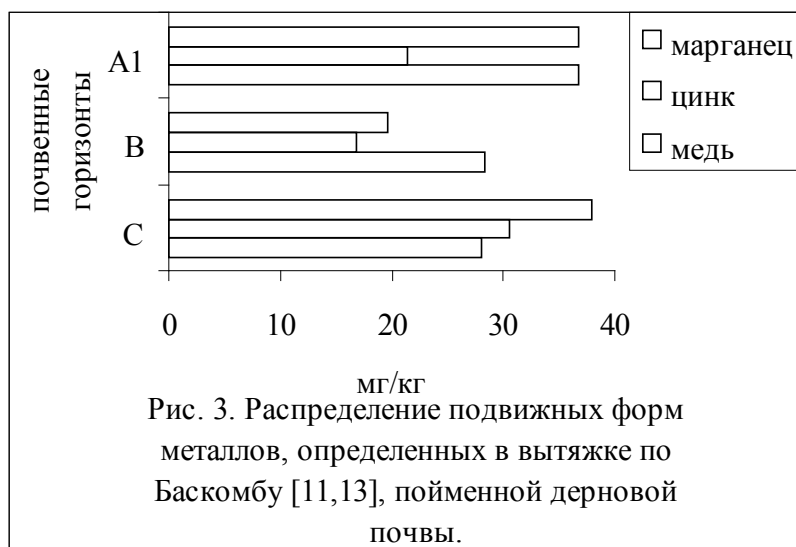 почвенные
горизонты
A1
B
C
марганец
цинк
медь
0 10 20 30 40
мг/кг
Рис. 3. Распределение подвижных форм
металлов, определенных в вытяжке по
Баскомбу [11,13], пойменной дерновой
почвы.